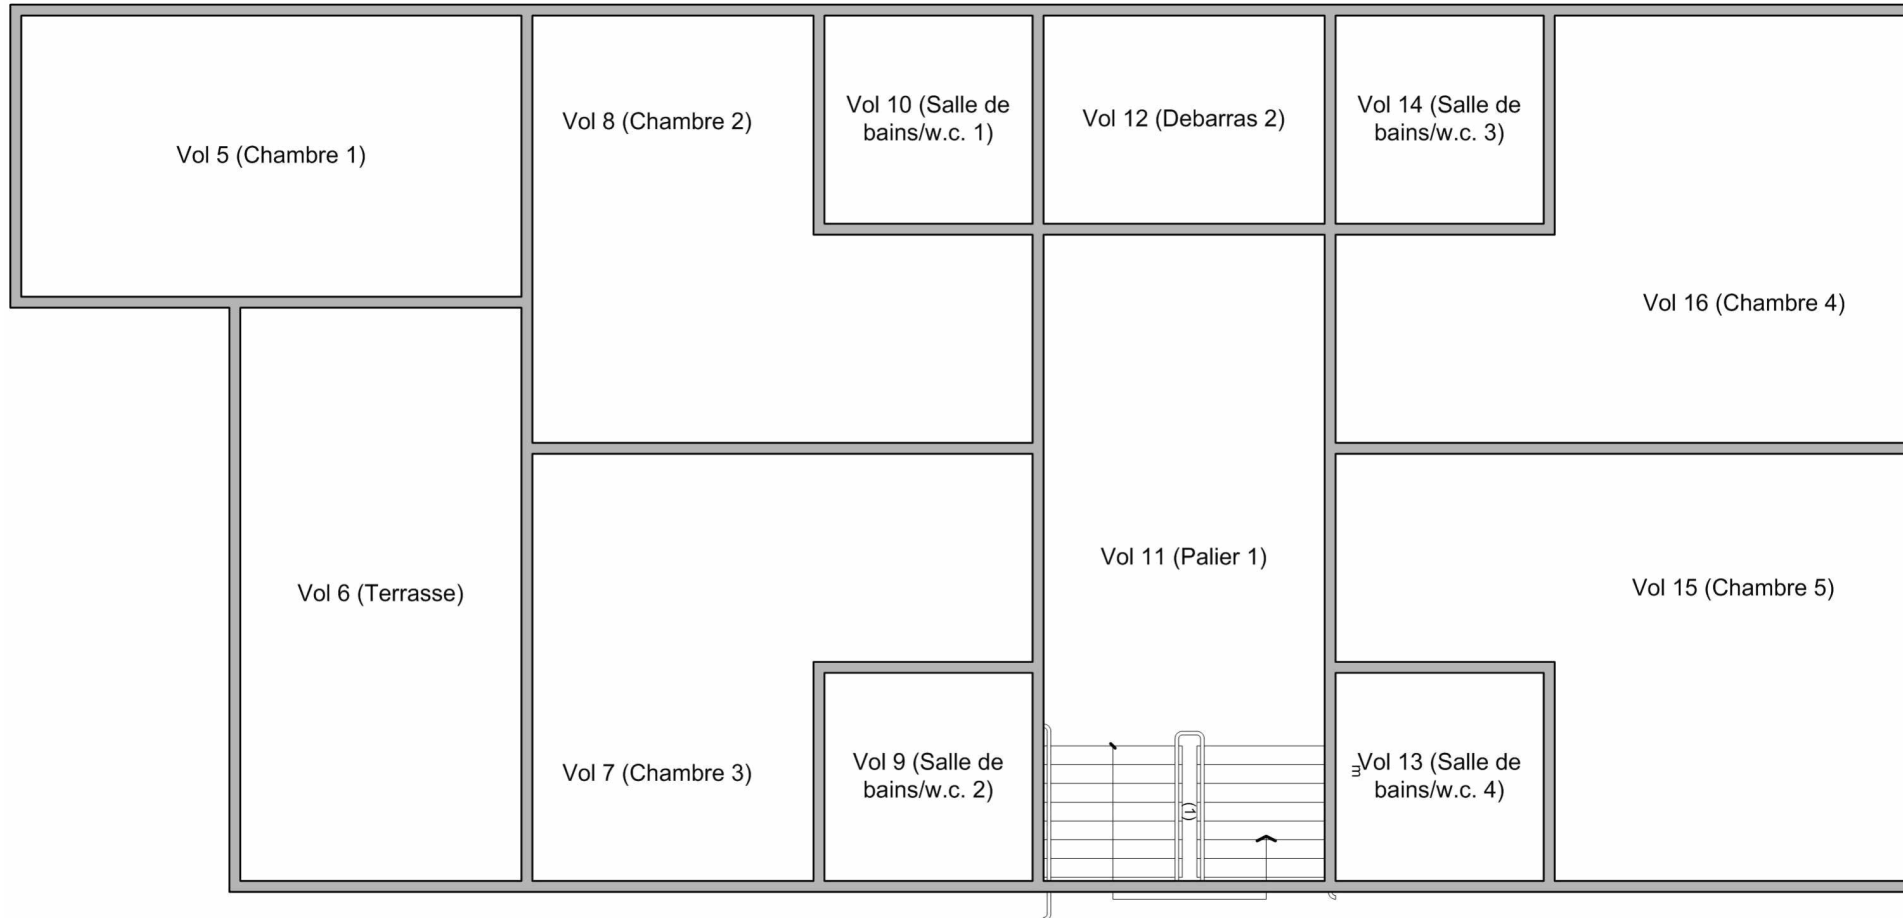 Vol 5 (Chambre 1)
Vol 8 (Chambre 2)
Vol 10 (Salle de
bains/w.c. 1)
Vol 12 (Debarras 2)
Vol 14 (Salle de
bains/w.c. 3)
Vol 16 (Chambre 4)
Vol 6 (Terrasse)
Vol 11 (Palier 1)
Vol 15 (Chambre 5)
Vol 7 (Chambre 3)
Vol 9 (Salle de
bains/w.c. 2)
(1)
m
Vol 13 (Salle de
bains/w.c. 4)